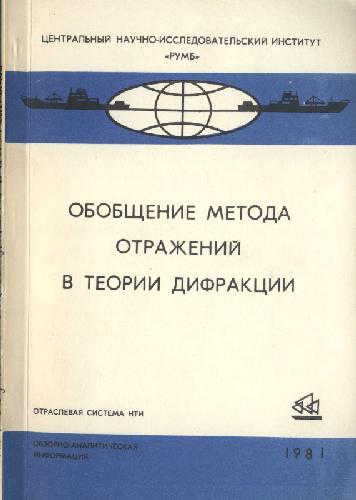 ЦЕНТРАЛЬНЫЙ НАУЧНО-ИССЛЕДОВАТЕЛЬСКИЙ ИНСТИТУТ
«РУМБ»
ОБОБЩЕНИЕ МЕТОДА
ОТРАЖЕНИЙ
В ТЕОРИИ ДИФРАКЦИИ
ОТРАСЛЕВАЯ СИСТЕМА НТИ
ОБЗОРНО-АНАЛИТИЧЕСКАЯ
ИНФОРМАЦИЯ
1981